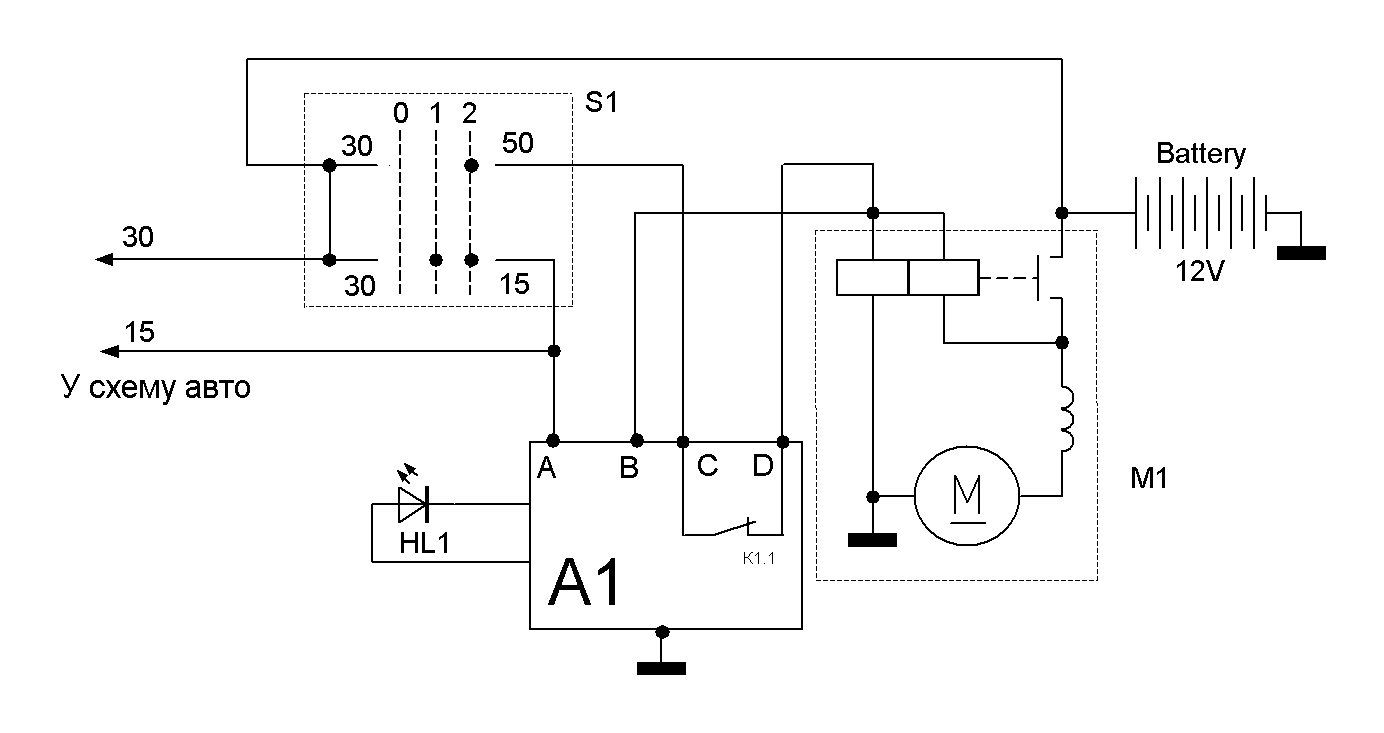 S1
0 1 2
30 50
30
30 15
15
У схему авто
Battery
12V
A B C D
HL1
K1.1
A1
M
M1